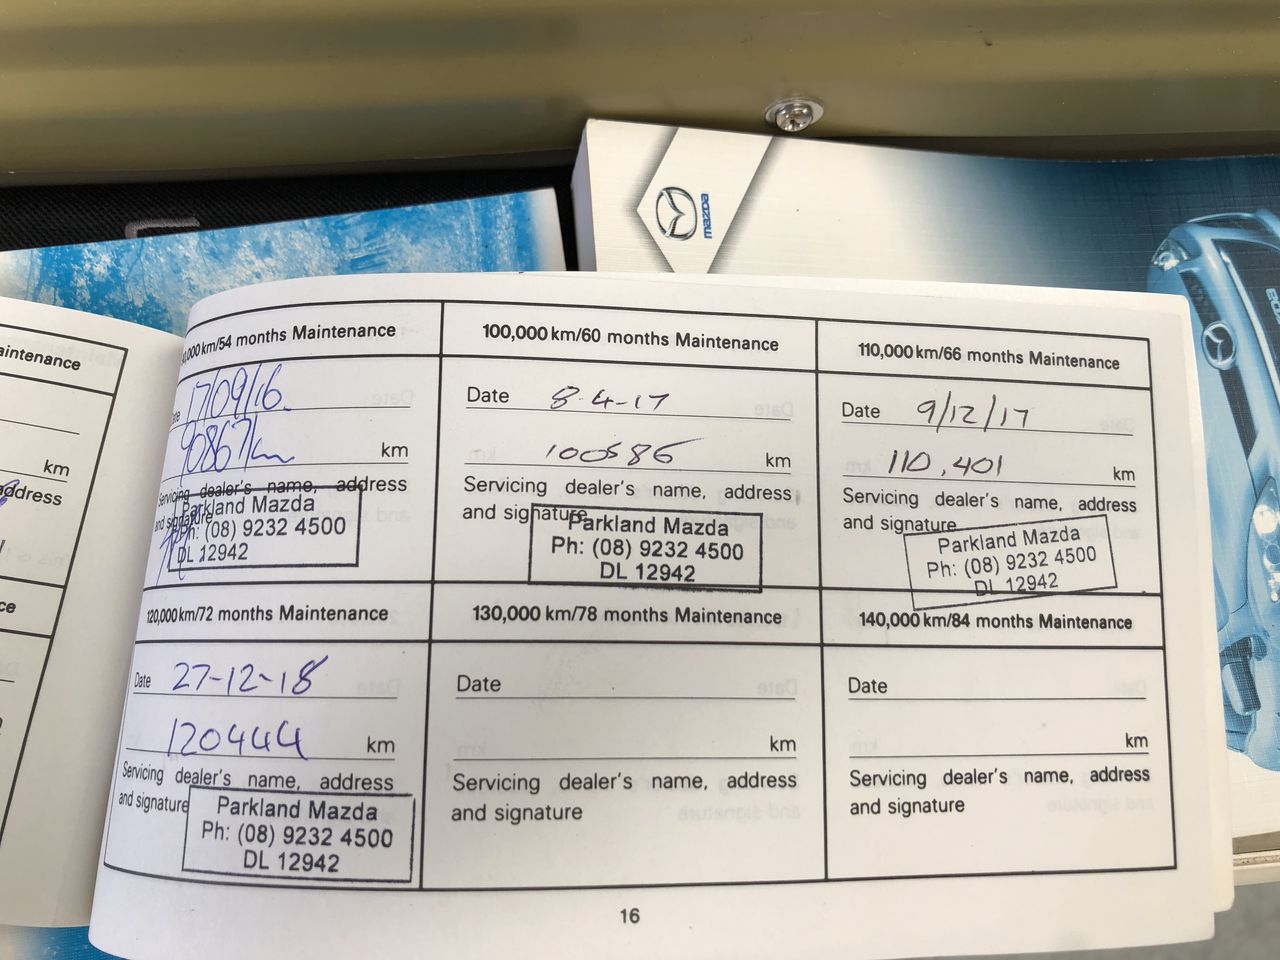 mazda
aintenance
km
address
ce
,000 km/54 months Maintenance
Date 17/09/16
90867km km
Servicing dealer's name, address
and signature
Parkland Mazda
Ph: (08) 9232 4500
DL 12942
100,000 km/60 months Maintenance
Date 8-4-17
100586 km
Servicing dealer's name, address
and signature
Parkland Mazda
Ph: (08) 9232 4500
DL 12942
110,000 km/66 months Maintenance
Date 9/12/17
110,401 km
Servicing dealer's name, address
and signature
Parkland Mazda
Ph: (08) 9232 4500
DL 12942
120,000 km/72 months Maintenance
Date 27-12-18
120444 km
Servicing dealer's name, address
and signature
Parkland Mazda
Ph: (08) 9232 4500
DL 12942
130,000 km/78 months Maintenance
Date
km
Servicing dealer's name, address
and signature
140,000 km/84 months Maintenance
Date
km
Servicing dealer's name, address
and signature
16